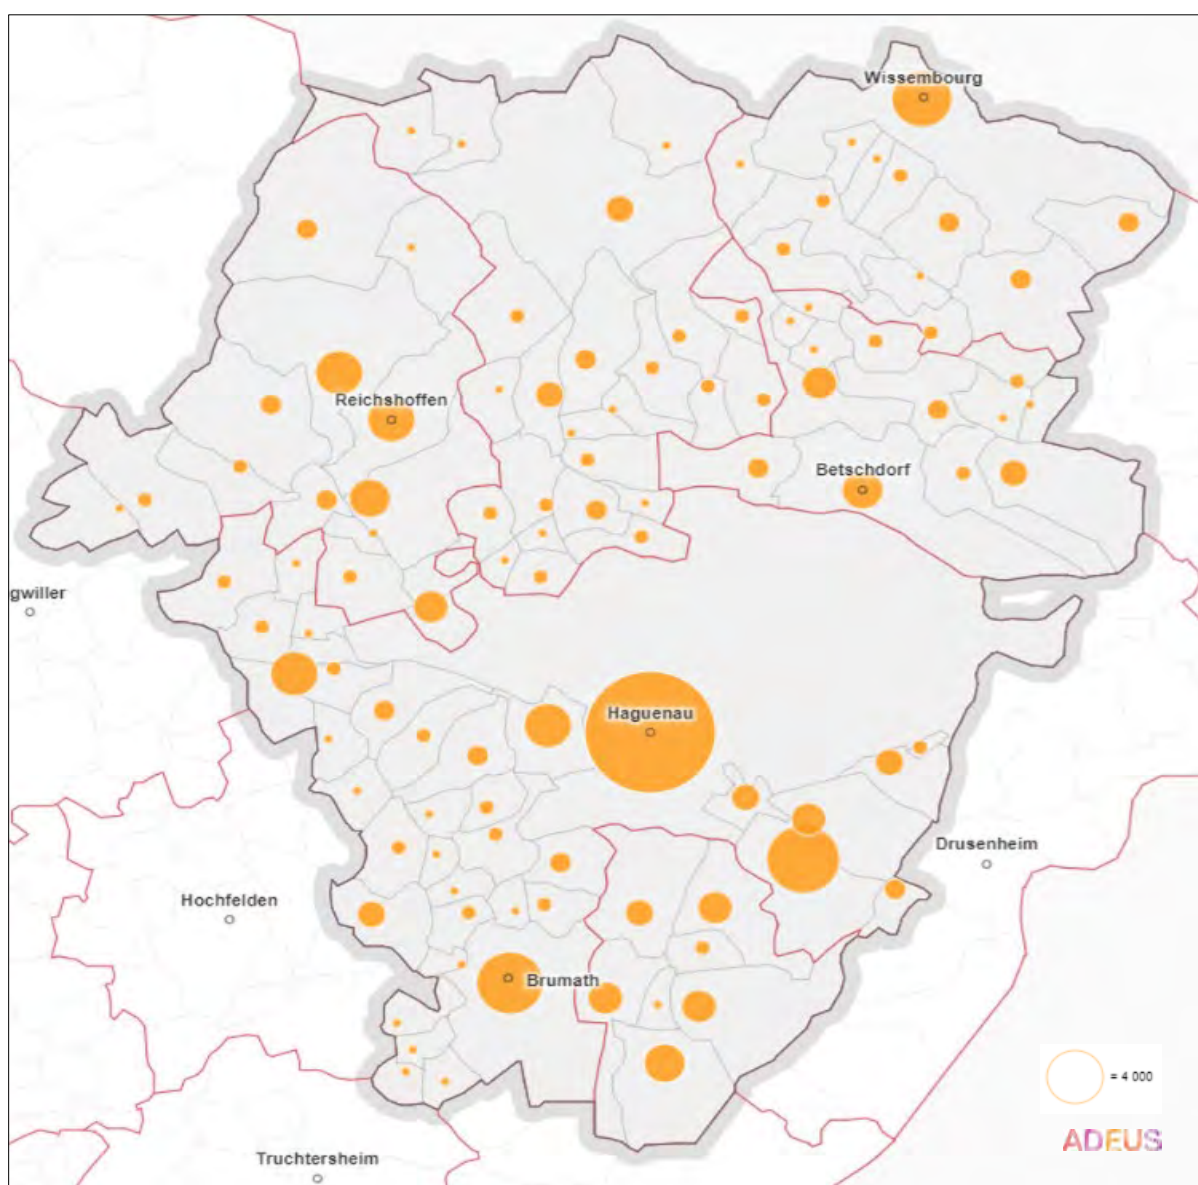 Wissembourg
Reichshoffen
Betschdorf
gwiller
Haguenau
Drusenheim
Hochfelden
Brumath
= 4 000
ADEUS
Truchtersheim